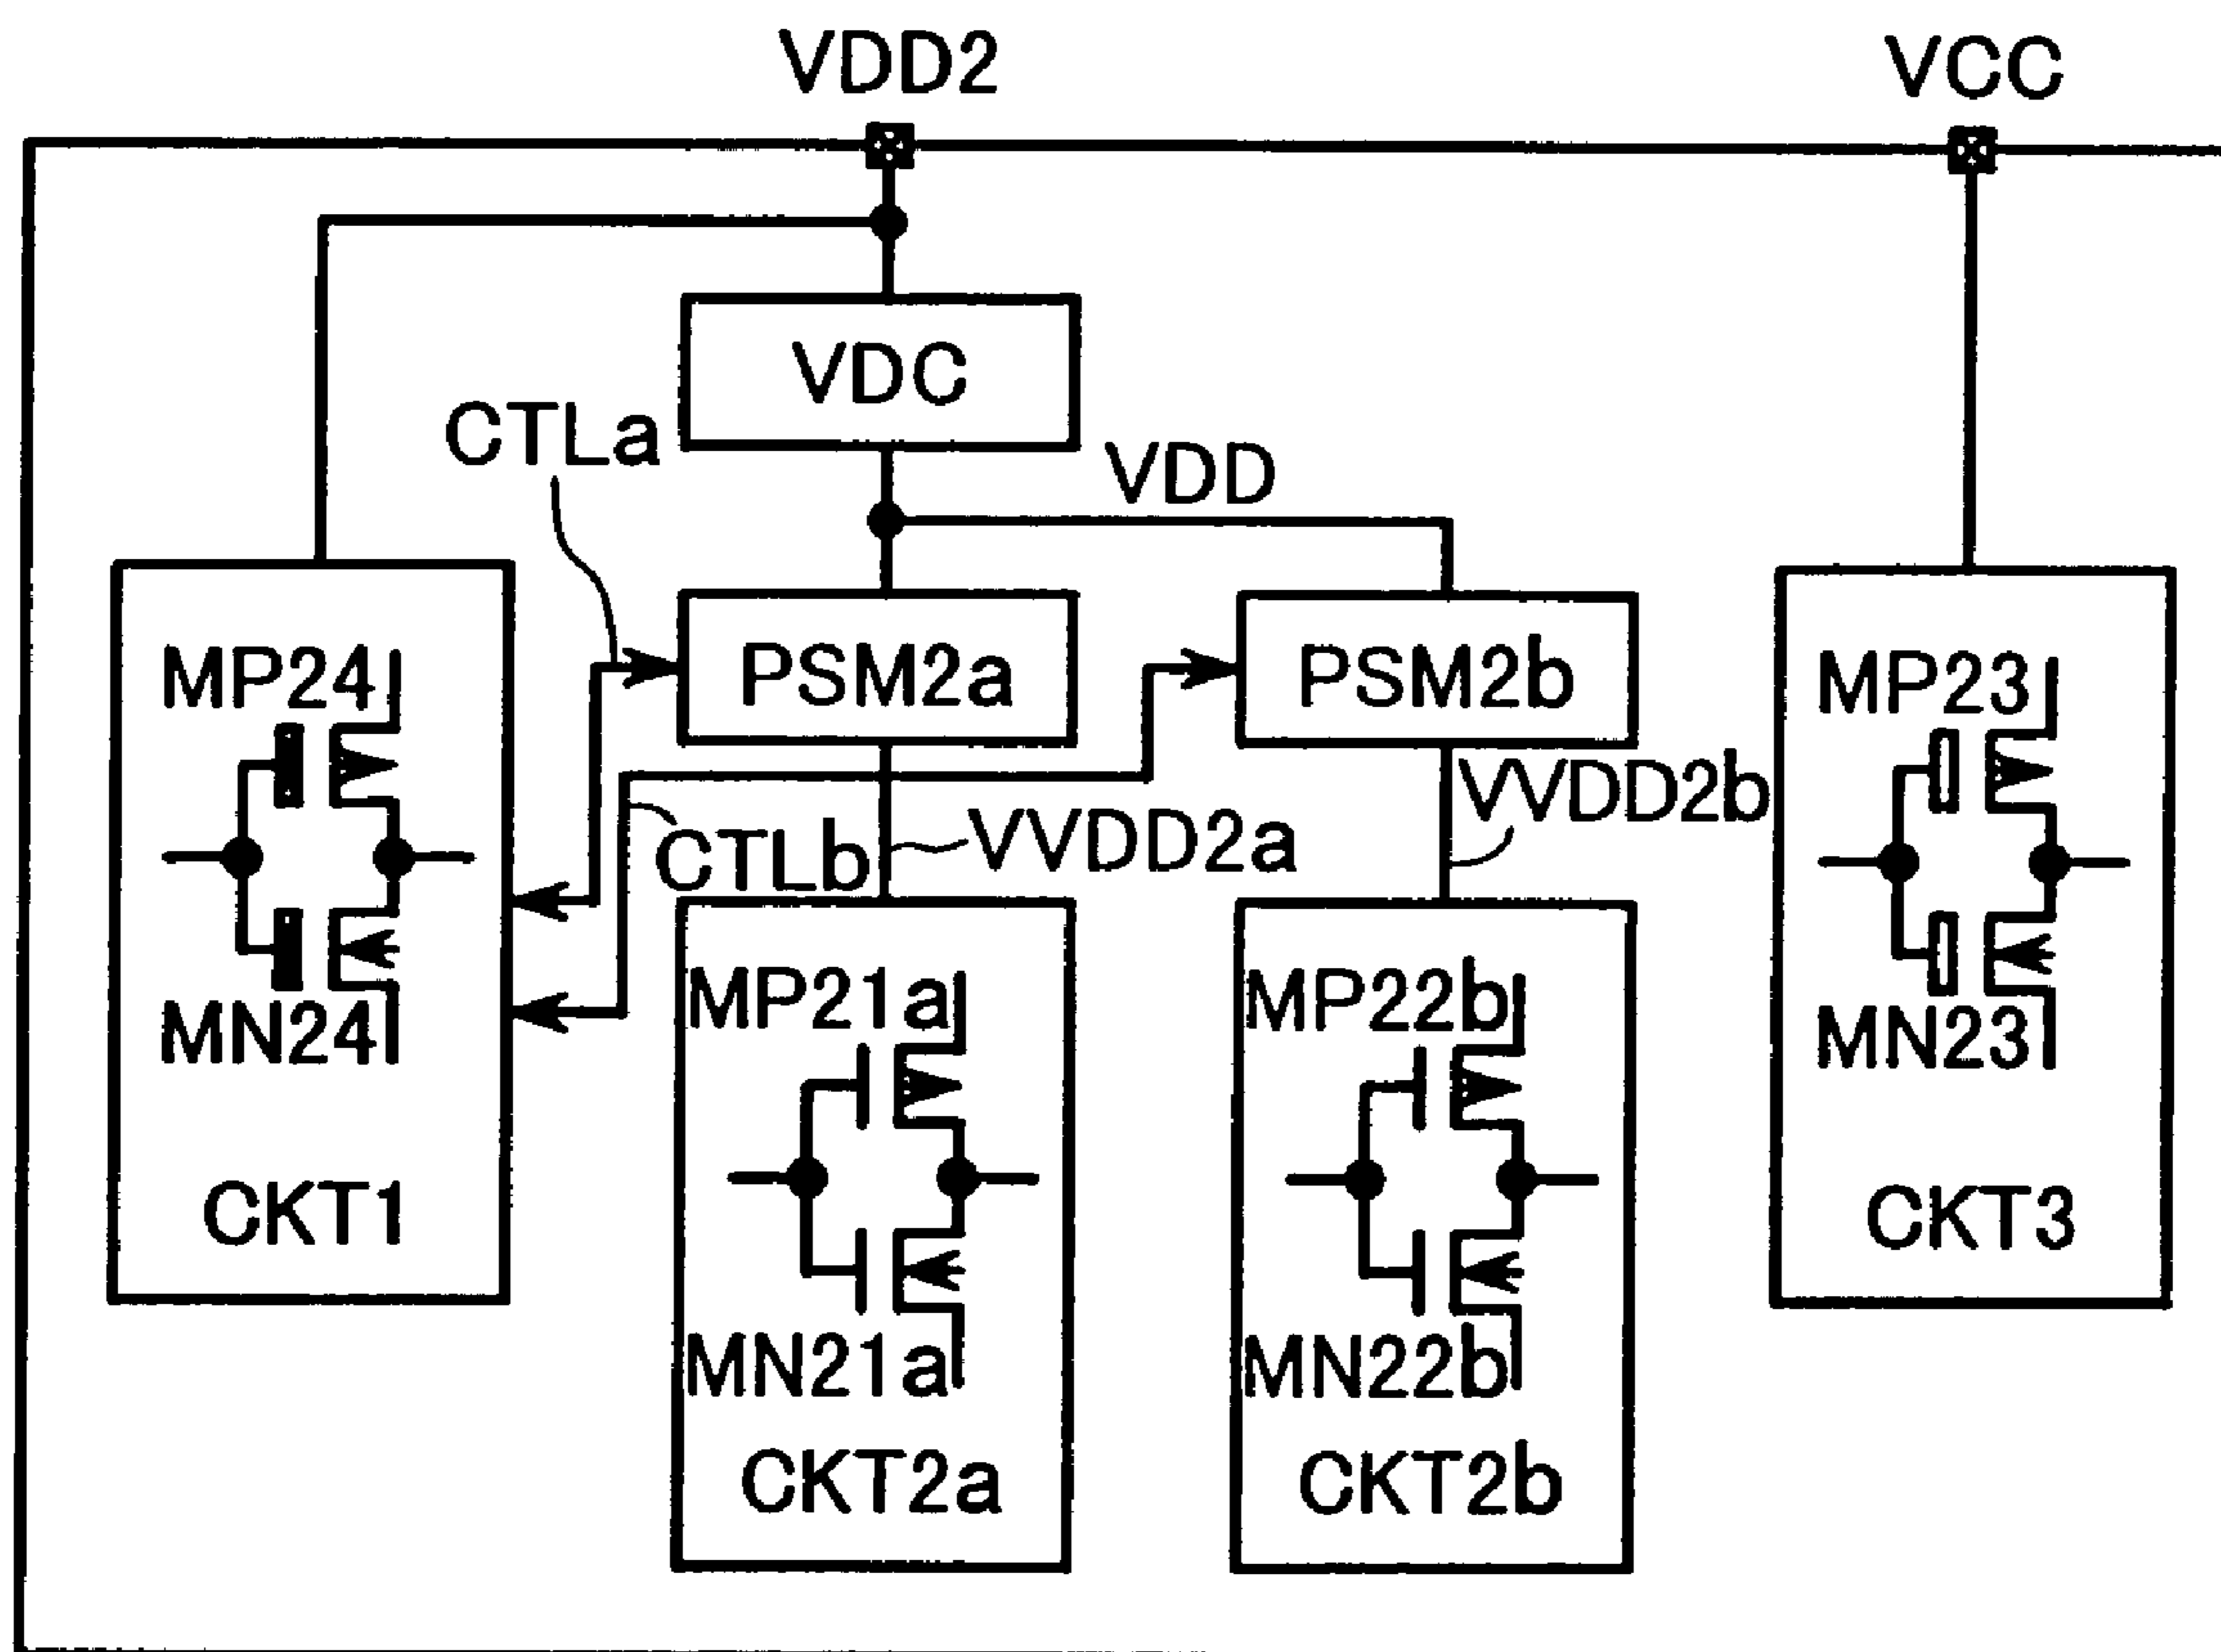 VDD2
VCC
VDC
CTLa
VDD
PSM2a
PSM2b
MP24
MP23
VVDD2b
CTLb
VVDD2a
MN24
MP21a
MP22b
MN23
CKT1
CKT3
MN21a
MN22b
CKT2a
CKT2b